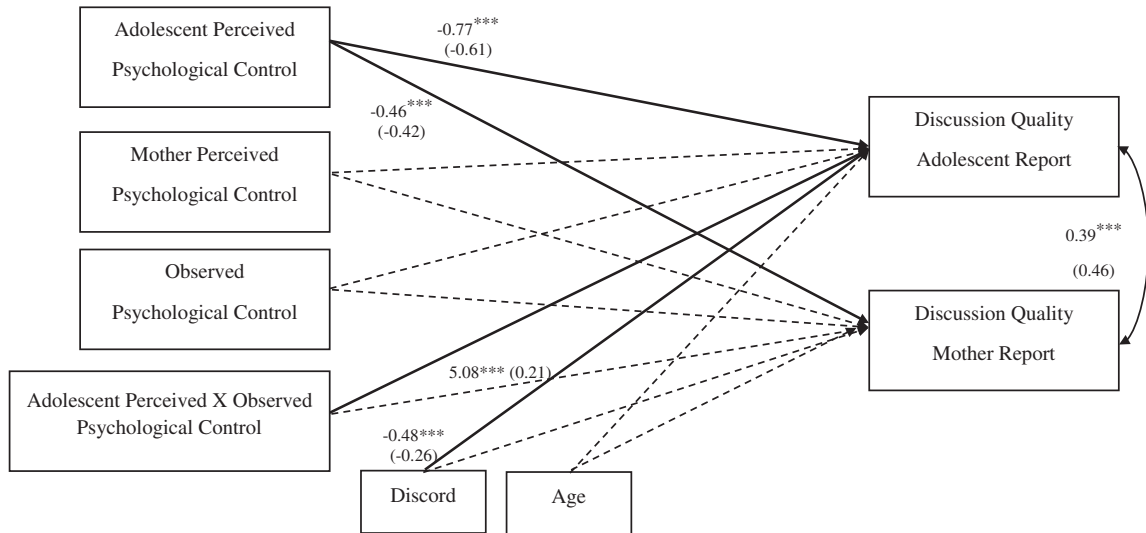 Adolescent Perceived
Psychological Control
-0.77***
(-0.61)
-0.46***
(-0.42)
Mother Perceived
Psychological Control
Observed
Psychological Control
Adolescent Perceived X Observed
Psychological Control
5.08*** (0.21)
-0.48***
(-0.26)
Discord
Age
Discussion Quality
Adolescent Report
0.39***
(0.46)
Discussion Quality
Mother Report